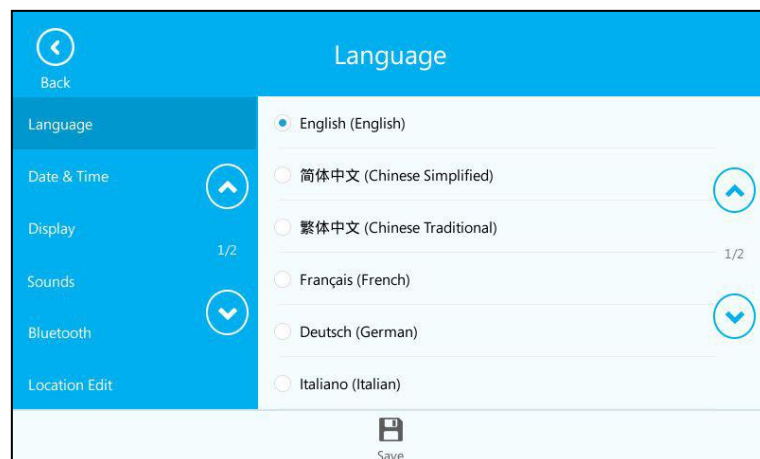 Language
Back
Language
Date & Time
Display
1/2
Sounds
Bluetooth
Location Edit
English (English)
简体中文 (Chinese Simplified)
繁体中文 (Chinese Traditional)
1/2
Français (French)
Deutsch (German)
Italiano (Italian)
Save